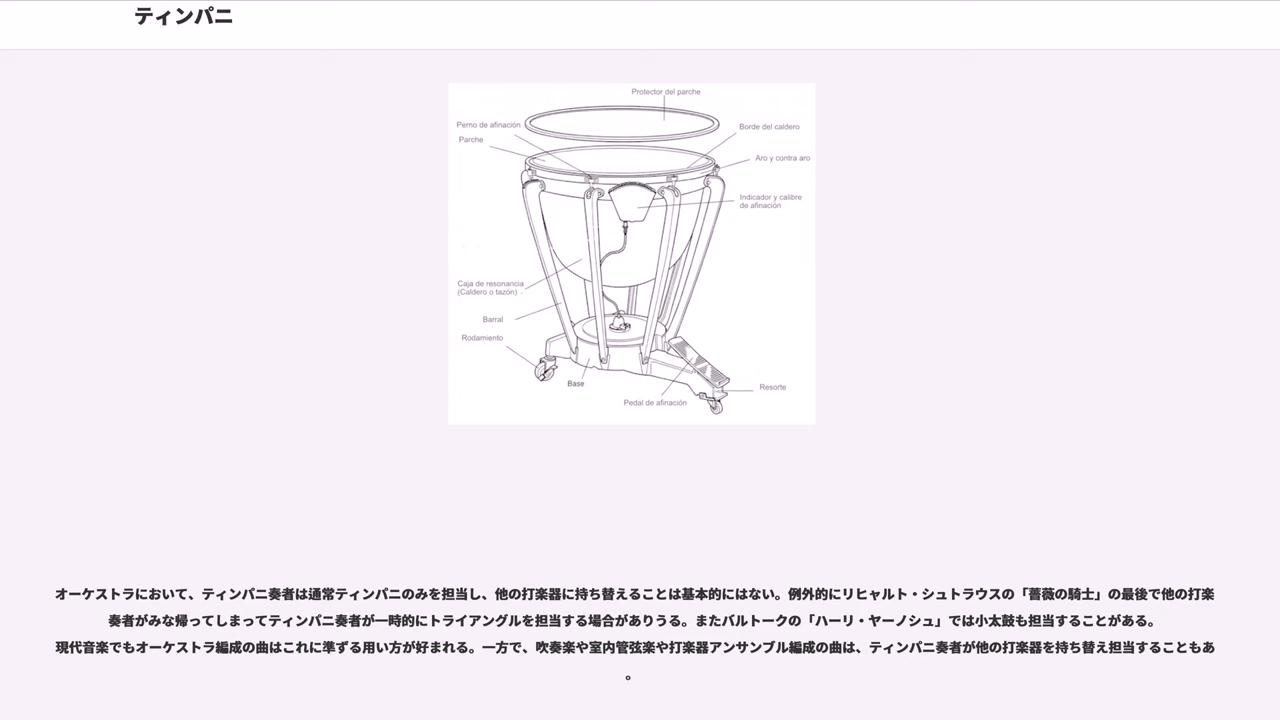 ティンパニ
Protector del parche
Perno de afinación
Borde del caldero
Parche
Aro y contra aro
Indicador y calibre
de afinación
Caja de resonancia
(Caldero o tazón)
Barral
Rodamiento
Base
Resorte
Pedal de afinación
オーケストラにおいて、ティンパニ奏者は通常ティンパニのみを担当し、他の打楽器に持ち替えることは基本的にはない。例外的にリヒャルト・シュトラウスの「薔薇の騎士」の最後で他の打楽
奏者がみな帰ってしまってティンパニ奏者が一時的にトライアングルを担当する場合がありうる。またバルトークの「ハーリ・ヤーノシュ」では小太鼓も担当することがある。
現代音楽でもオーケストラ編成の曲はこれに準ずる用い方が好まれる。一方で、吹奏楽や室内管弦楽や打楽器アンサンブル編成の曲は、ティンパニ奏者が他の打楽器を持ち替え担当することもあ
。